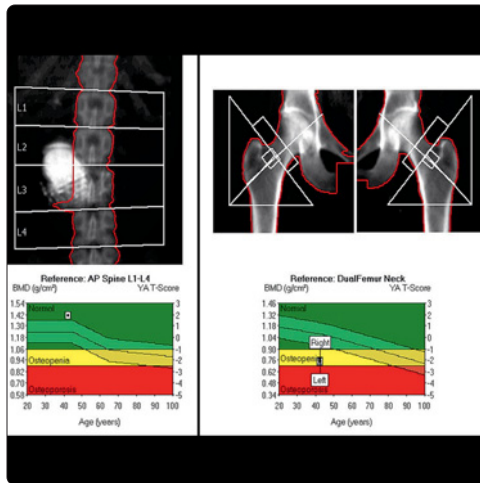 L1
L2
L3
L4
Reference: AP Spine L1-L4
BMD (g/cm²) YA T-Score
1.54 3
1.42 2
1.30 1
1.18 0
1.06 -1
0.94 -2
0.82 -3
0.70 -4
0.58 -5
Normal
Osteopenia
Osteoporosis
20 30 40 50 60 70 80 90 100
Age (years)
Reference: DualFemur Neck
BMD (g/cm²) YA T-Score
1.46 3
1.32 2
1.18 1
1.04 0
0.90 -1
0.76 -2
0.62 -3
0.48 -4
0.34 -5
Normal
Right
Osteopenia
Left
Osteoporosis
20 30 40 50 60 70 80 90 100
Age (years)